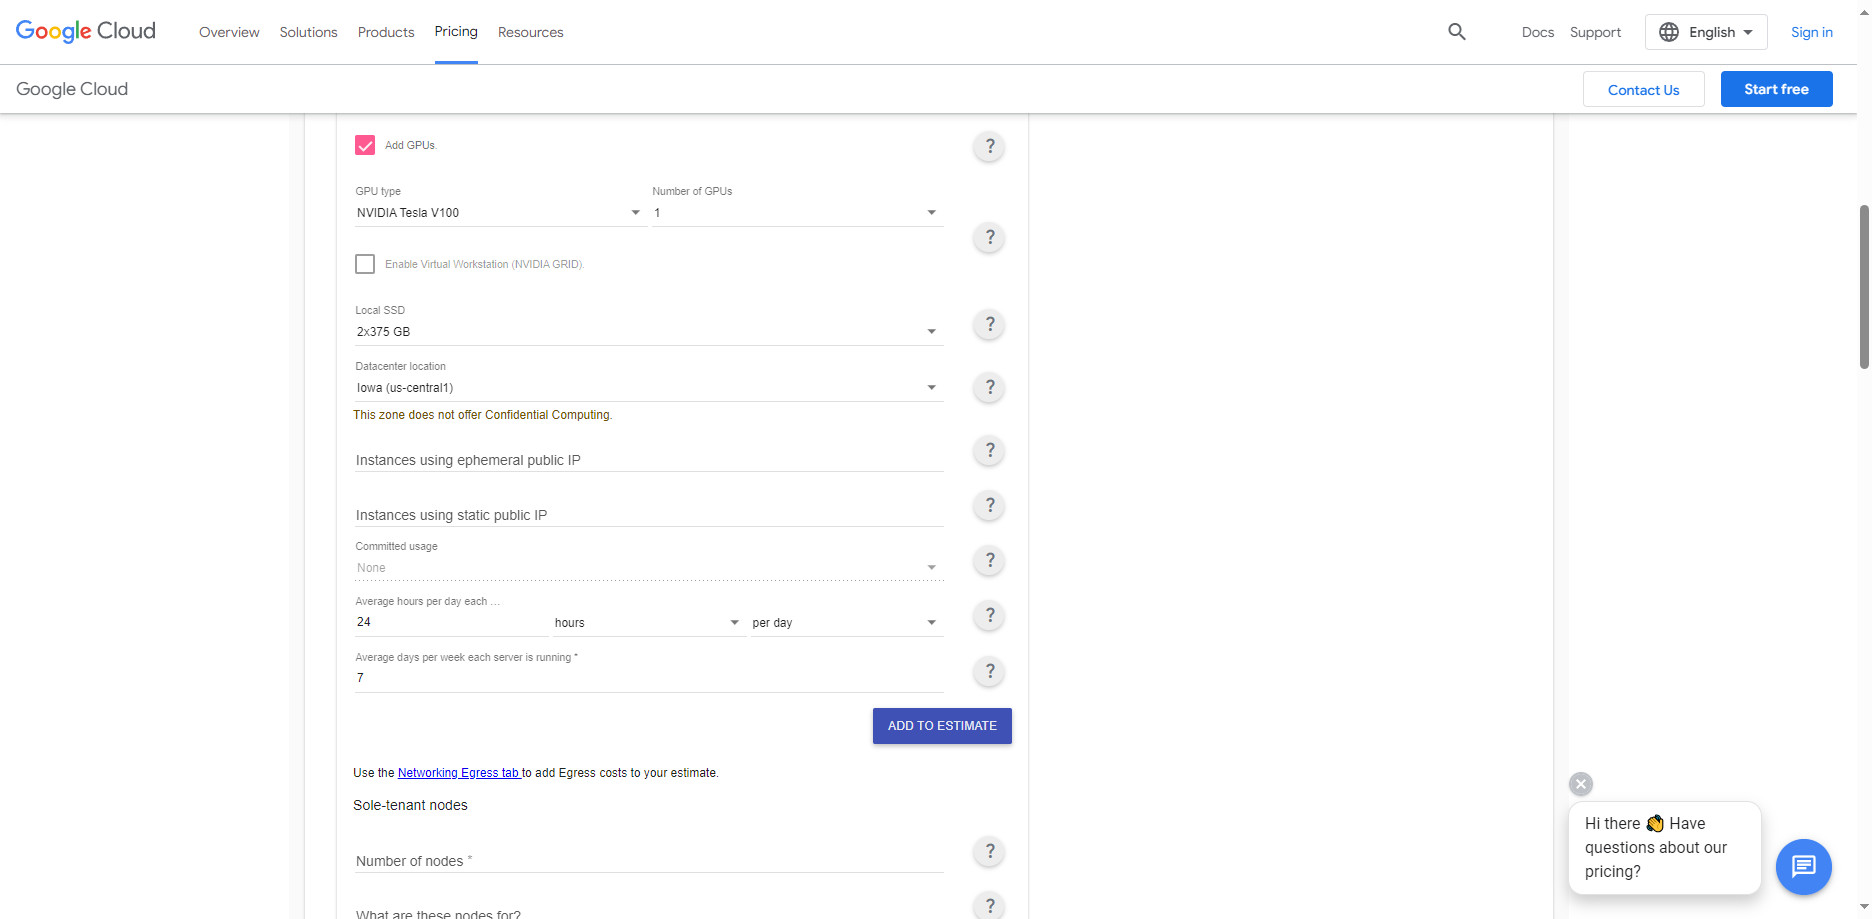 Google Cloud
Overview
Solutions
Products
Pricing
Resources
Docs
Support
English
Sign in
Google Cloud
Contact Us
Start free
Add GPUs.
?
GPU type
Number of GPUs
NVIDIA Tesla V100
1
?
Enable Virtual Workstation (NVIDIA GRID).
Local SSD
2x375 GB
?
Datacenter location
Iowa (us-central1)
?
This zone does not offer Confidential Computing.
Instances using ephemeral public IP
?
Instances using static public IP
?
Committed usage
None
?
Average hours per day each ...
24
hours
per day
?
Average days per week each server is running *
7
?
ADD TO ESTIMATE
Use the Networking Egress tab to add Egress costs to your estimate.
Sole-tenant nodes
Number of nodes *
?
What are these nodes for?
?
Hi there 👋 Have
questions about our
pricing?